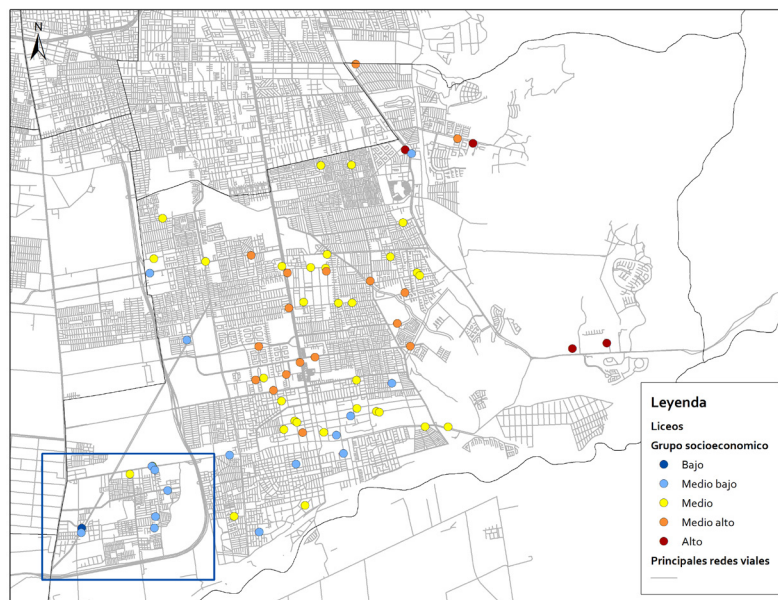 N
Leyenda
Liceos
Grupo socioeconomico
Bajo
Medio bajo
Medio
Medio alto
Alto
Principales redes viales